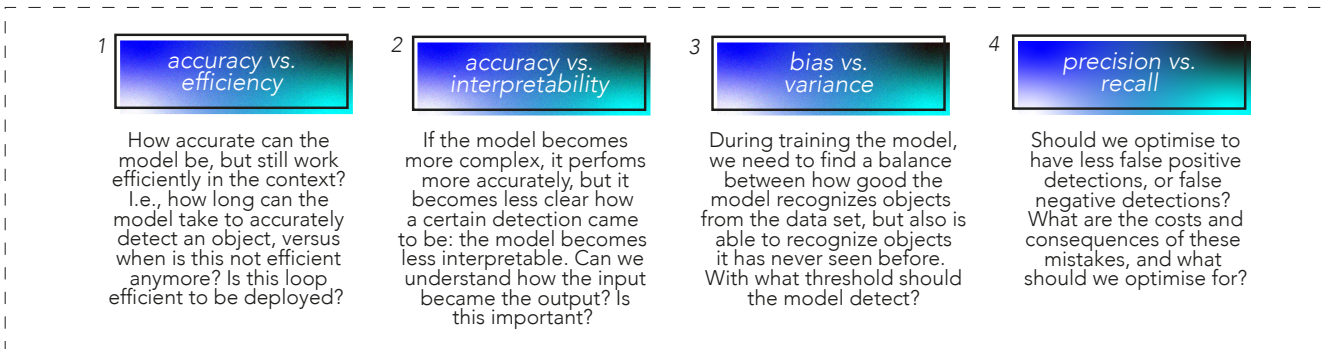 1
accuracy vs.
efficiency
How accurate can the
model be, but still work
efficiently in the context?
I.e., how long can the
model take to accurately
detect an object, versus
when is this not efficient
anymore? Is this loop
efficient to be deployed?
2
accuracy vs.
interpretability
If the model becomes
more complex, it perfoms
more accurately, but it
becomes less clear how
a certain detection came
to be: the model becomes
less interpretable. Can we
understand how the input
became the output? Is
this important?
3
bias vs.
variance
During training the model,
we need to find a balance
between how good the
model recognizes objects
from the data set, but also is
able to recognize objects
it has never seen before.
With what threshold should
the model detect?
4
precision vs.
recall
Should we optimise to
have less false positive
detections, or false
negative detections?
What are the costs and
consequences of these
mistakes, and what
should we optimise for?